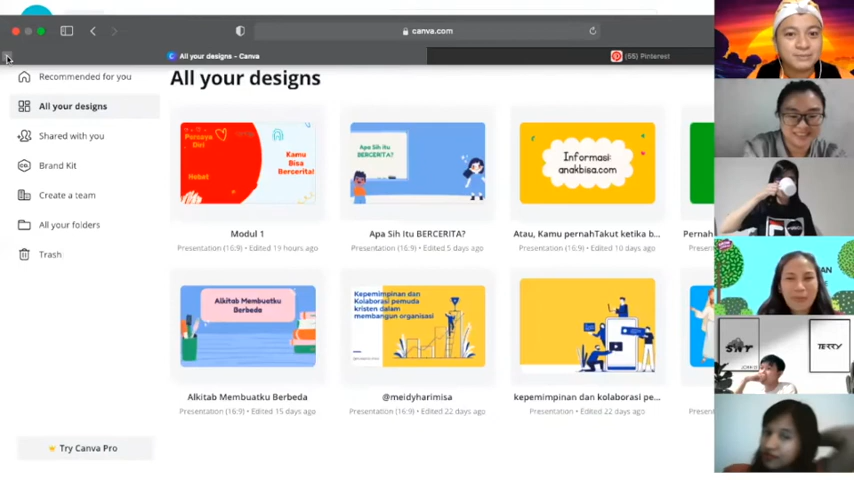 canva.com
All your designs – Canva
(55) Pinterest
Recommended for you
All your designs
Shared with you
Brand Kit
Create a team
All your folders
Trash
Try Canva Pro
All your designs
Percaya
Diri
Hebat
Kamu
Bisa
Bercerita!
Modul 1
Presentation (16:9) • Edited 19 hours ago
Apa Sih Itu
BERCERITA?
Apa Sih Itu BERCERITA?
Presentation (16:9) • Edited 5 days ago
Informasi:
anakbisa.com
Atau, Kamu pernahTakut ketika b...
Presentation (16:9) • Edited 10 days ago
Pernah
Presentat
Alkitab Membuatku
Berbeda
Alkitab Membuatku Berbeda
Presentation (16:9) • Edited 15 days ago
Kepemimpinan dan
Kolaborasi pemuda
kristen dalam
membangun organisasi
@meidyharimisa
Presentation (16:9) • Edited 22 days ago
kepemimpinan dan kolaborasi pe...
Presentation • Edited 22 days ago
Presentat
SNT
TERRY